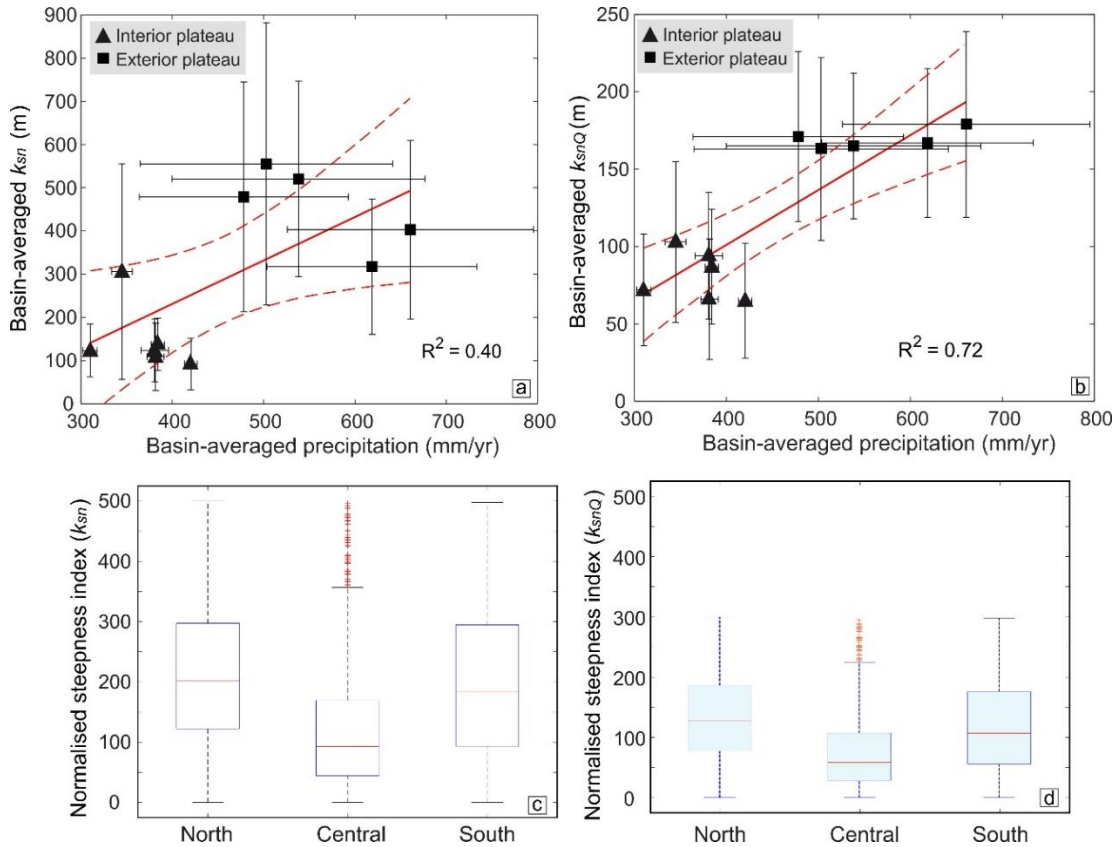 Interior plateau
Exterior plateau
R² = 0.40
a
900
800
700
600
500
400
300
200
100
0
300 400 500 600 700 800
Basin-averaged kₛₙ (m)
Basin-averaged precipitation (mm/yr)
Interior plateau
Exterior plateau
R² = 0.72
b
250
200
150
100
50
0
300 400 500 600 700 800
Basin-averaged kₛₙQ (m)
Basin-averaged precipitation (mm/yr)
500
400
300
200
100
0
Normalised steepness index (kₛₙ)
c
North Central South
500
400
300
200
100
0
Normalised steepness index (kₛₙQ)
d
North Central South